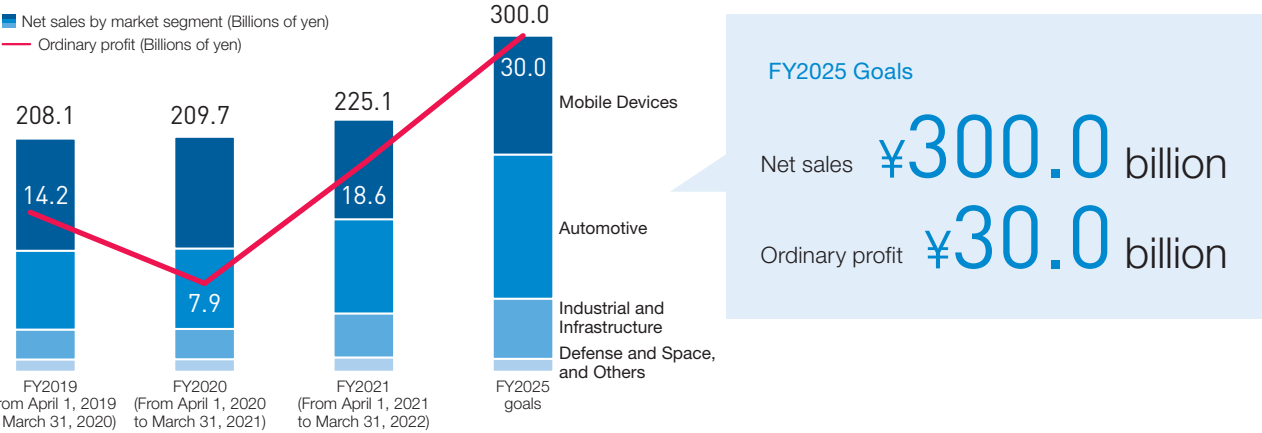 Net sales by market segment (Billions of yen)
Ordinary profit (Billions of yen)
208.1
209.7
225.1
300.0
14.2
7.9
18.6
30.0
Mobile Devices
Automotive
Industrial and
Infrastructure
Defense and Space,
and Others
FY2019
rom April 1, 2019
March 31, 2020)
FY2020
(From April 1, 2020
to March 31, 2021)
FY2021
(From April 1, 2021
to March 31, 2022)
FY2025
goals
FY2025 Goals
Net sales ¥300.0 billion
Ordinary profit ¥30.0 billion